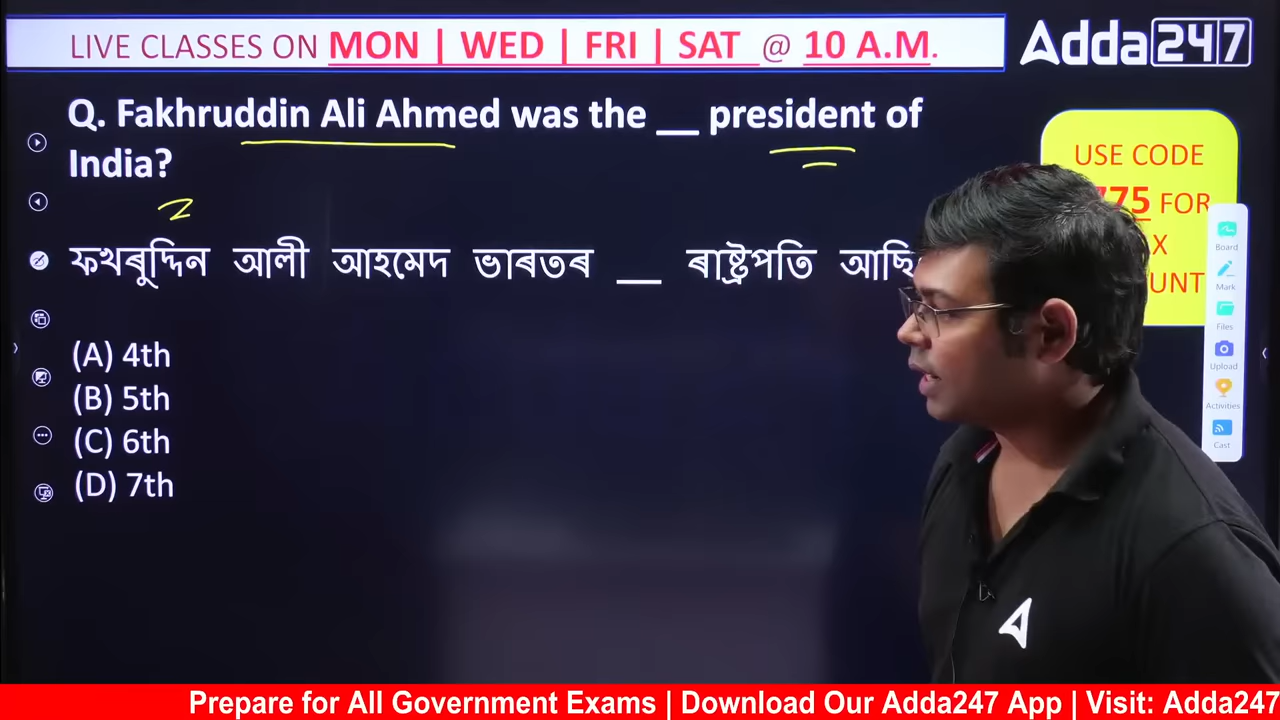 LIVE CLASSES ON MON | WED | FRI | SAT @ 10 A.M.
Adda247
Q. Fakhruddin Ali Ahmed was the __ president of
India?
ফখৰুদ্দিন আলী আহমেদ ভাৰতৰ __ ৰাষ্ট্ৰপতি
(A) 4th
(B) 5th
(C) 6th
(D) 7th
USE CODE
FOR
Board
Mark
Files
Upload
Activities
Cast
Prepare for All Government Exams | Download Our Adda247 App | Visit: Adda247